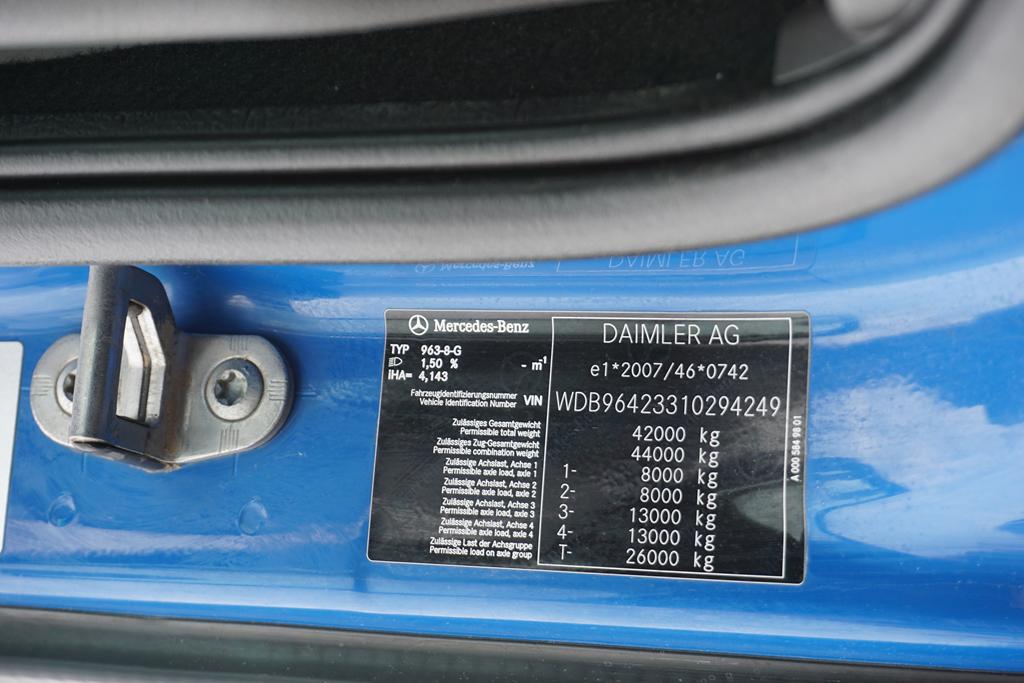 Mercedes-Benz DAIMLER AG
Mercedes-Benz
DAIMLER AG
TYP 963-8-G
1,50 % - m⁻¹
iHA= 4,143
e1*2007/46*0742
Fahrzeugidentifizierungsnummer
Vehicle Identification Number VIN WDB96423310294249
Zulässiges Gesamtgewicht
Permissible total weight 42000 kg
Zulässiges Zug-Gesamtgewicht
Permissible combination weight 44000 kg
Zulässige Achslast, Achse 1
Permissible axle load, axle 1 1- 8000 kg
Zulässige Achslast, Achse 2
Permissible axle load, axle 2 2- 8000 kg
Zulässige Achslast, Achse 3
Permissible axle load, axle 3 3- 13000 kg
Zulässige Achslast, Achse 4
Permissible axle load, axle 4 4- 13000 kg
Zulässige Last der Achsgruppe
Permissible load on axle group T- 26000 kg
A 000 584 98 01